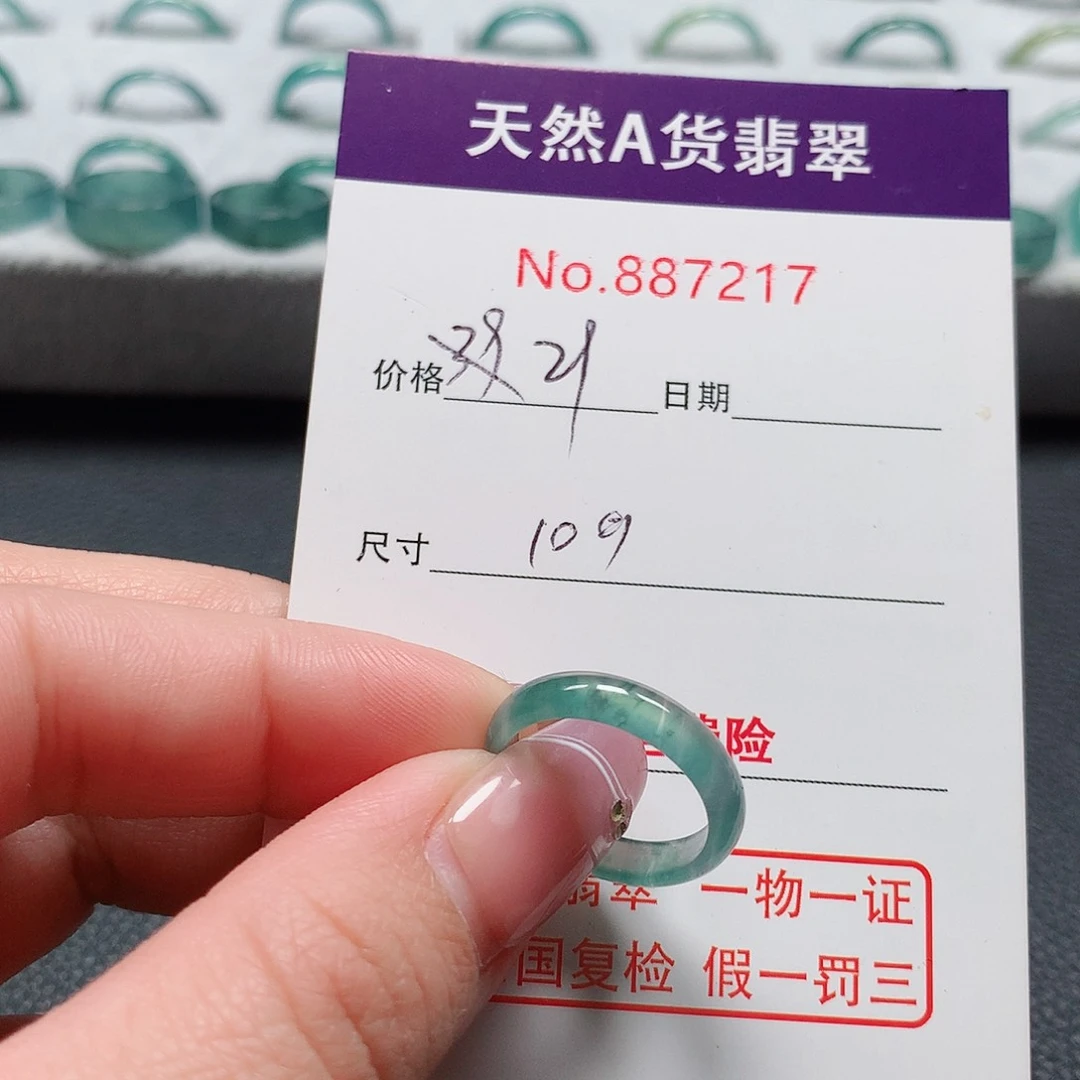 天然A货翡翠
No.887217
价格 21 日期
尺寸 109
险
翡翠 一物一证
国复检 假一罚三